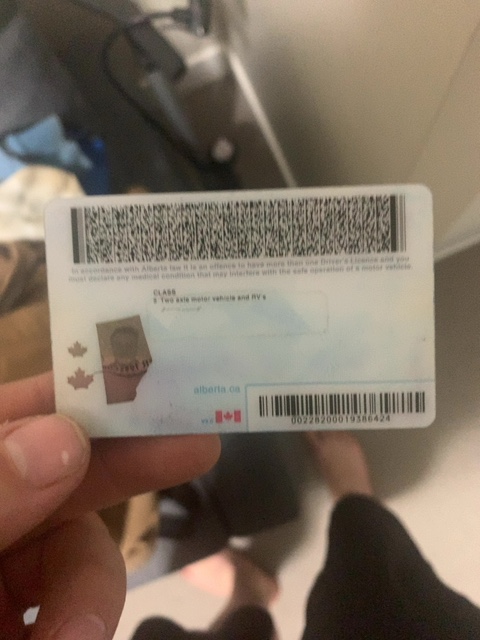 In accordance with Alberta law it is an offence to have more than one Driver's Licence and you
must declare any medical condition that may interfere with the safe operation of a motor vehicle.
CLASS
5 Two axle motor vehicle and RV's
alberta.ca
00228200019386424